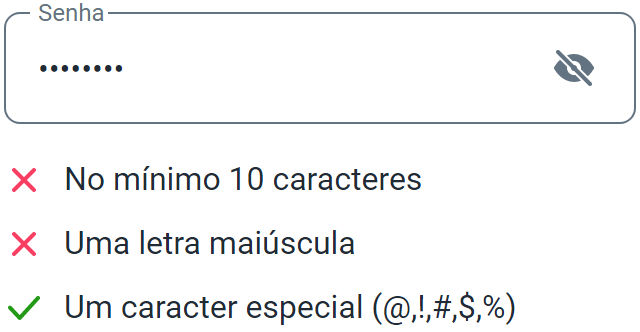 Senha
••••••••
No mínimo 10 caracteres
Uma letra maiúscula
Um caracter especial (@,!,#,$,%)